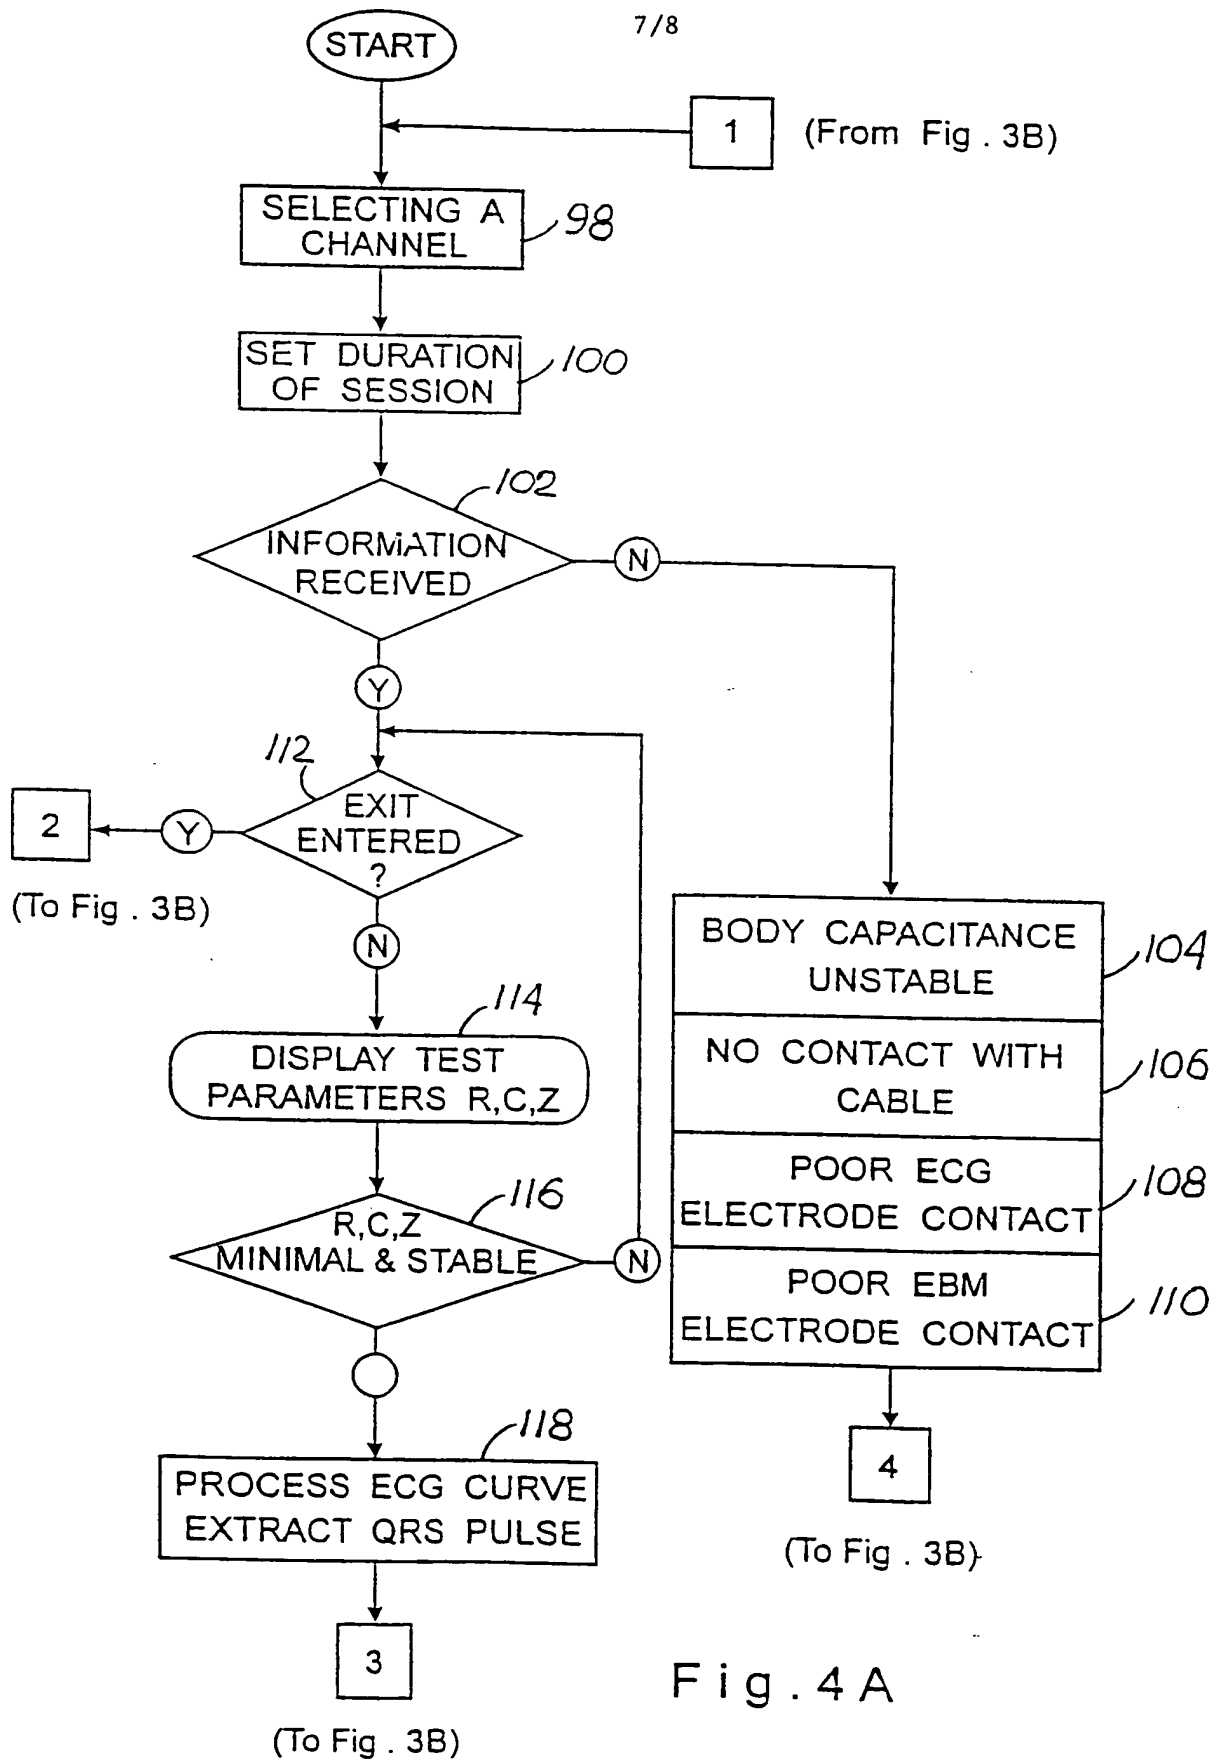 7/8
START
1
(From Fig . 3B)
SELECTING A
CHANNEL
98
SET DURATION
OF SESSION
100
102
INFORMATION
RECEIVED
N
Y
112
EXIT
ENTERED
?
Y
2
(To Fig . 3B)
N
114
DISPLAY TEST
PARAMETERS R,C,Z
116
R,C,Z
MINIMAL & STABLE
N
118
PROCESS ECG CURVE
EXTRACT QRS PULSE
3
(To Fig . 3B)
BODY CAPACITANCE
UNSTABLE
104
NO CONTACT WITH
CABLE
106
POOR ECG
ELECTRODE CONTACT
108
POOR EBM
ELECTRODE CONTACT
110
4
(To Fig . 3B)
Fig . 4A